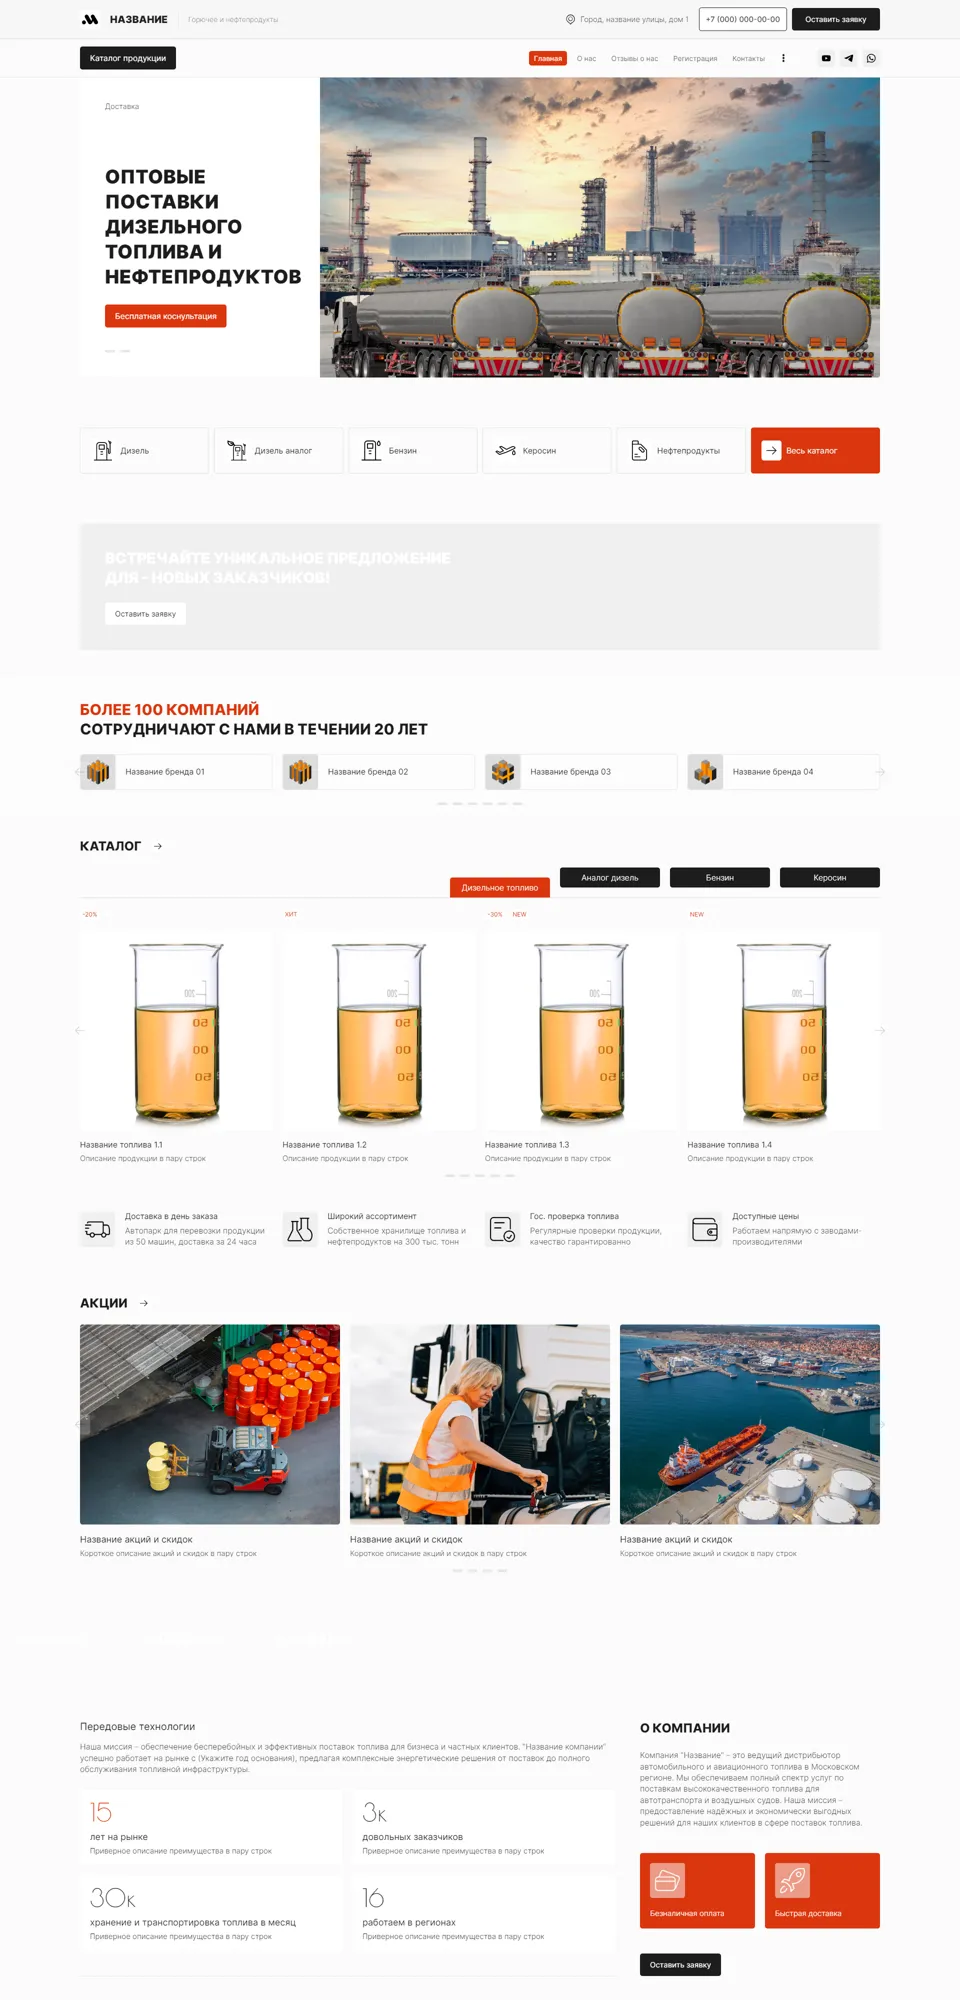 НАЗВАНИЕ
Горючее и нефтепродукты
Город, название улицы, дом 1
+7 (000) 000-00-00
Оставить заявку
Каталог продукции
Главная
О нас
Отзывы о нас
Регистрация
Контакты
Доставка
ОПТОВЫЕ
ПОСТАВКИ
ДИЗЕЛЬНОГО
ТОПЛИВА И
НЕФТЕПРОДУКТОВ
Бесплатная коснультация
Дизель
Дизель аналог
Бензин
Керосин
Нефтепродукты
Весь каталог
ВСТРЕЧАЙТЕ УНИКАЛЬНОЕ ПРЕДЛОЖЕНИЕ
ДЛЯ - НОВЫХ ЗАКАЗЧИКОВ!
Оставить заявку
БОЛЕЕ 100 КОМПАНИЙ
СОТРУДНИЧАЮТ С НАМИ В ТЕЧЕНИИ 20 ЛЕТ
Название бренда 01
Название бренда 02
Название бренда 03
Название бренда 04
КАТАЛОГ
Дизельное топливо
Аналог дизель
Бензин
Керосин
-20%
ХИТ
-30% NEW
NEW
Название топлива 1.1
Описание продукции в пару строк
Название топлива 1.2
Описание продукции в пару строк
Название топлива 1.3
Описание продукции в пару строк
Название топлива 1.4
Описание продукции в пару строк
Доставка в день заказа
Автопарк для перевозки продукции
из 50 машин, доставка за 24 часа
Широкий ассортимент
Собственное хранилище топлива и
нефтепродуктов на 300 тыс. тонн
Гос. проверка топлива
Регулярные проверки продукции,
качество гарантированно
Доступные цены
Работаем напрямую с заводами-
производителями
АКЦИИ
Название акций и скидок
Короткое описание акций и скидок в пару строк
Название акций и скидок
Короткое описание акций и скидок в пару строк
Название акций и скидок
Короткое описание акций и скидок в пару строк
Передовые технологии
Наша миссия – обеспечение бесперебойных и эффективных поставок топлива для бизнеса и частных клиентов. "Название компании"
успешно работает на рынке с (Укажите год основания), предлагая комплексные энергетические решения от поставок до полного
обслуживания топливной инфраструктуры.
15
лет на рынке
Приверное описание преимущества в пару строк
3к
довольных заказчиков
Приверное описание преимущества в пару строк
30к
хранение и транспортировка топлива в месяц
Приверное описание преимущества в пару строк
16
работаем в регионах
Приверное описание преимущества в пару строк
О КОМПАНИИ
Компания "Название" – это ведущий дистрибьютор
автомобильного и авиационного топлива в Московском
регионе. Мы обеспечиваем полный спектр услуг по
поставкам высококачественного топлива для
автотранспорта и воздушных судов. Наша миссия –
предоставление надёжных и экономически выгодных
решений для наших клиентов в сфере поставок топлива.
Безналичная оплата
Быстрая доставка
Оставить заявку